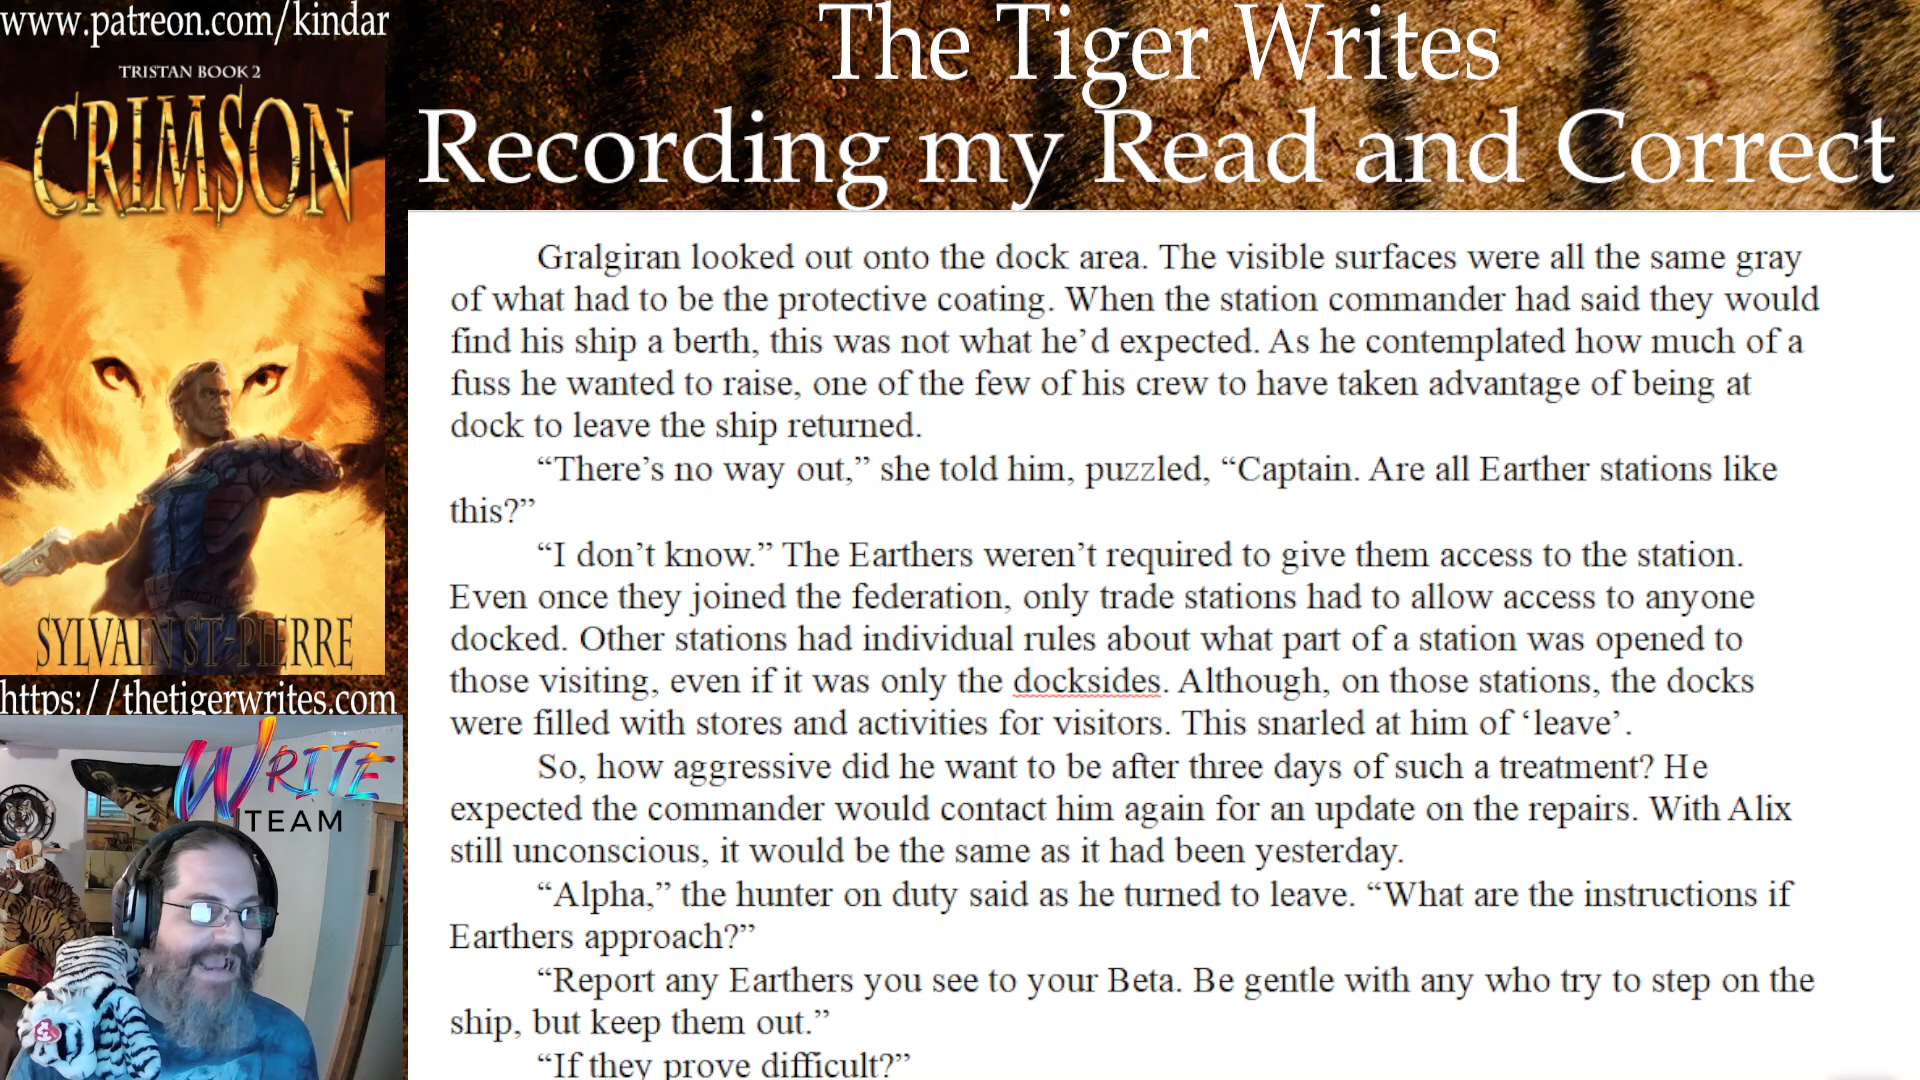 www.patreon.com/kindar
TRISTAN BOOK 2
CRIMSON
SYLVAIN ST-PIERRE
https://thetigerwrites.com
WRITE
TEAM
The Tiger Writes
Recording my Read and Correct
Gralgiran looked out onto the dock area. The visible surfaces were all the same gray
of what had to be the protective coating. When the station commander had said they would
find his ship a berth, this was not what he’d expected. As he contemplated how much of a
fuss he wanted to raise, one of the few of his crew to have taken advantage of being at
dock to leave the ship returned.
“There’s no way out,” she told him, puzzled, “Captain. Are all Earther stations like
this?”
“I don’t know.” The Earthers weren’t required to give them access to the station.
Even once they joined the federation, only trade stations had to allow access to anyone
docked. Other stations had individual rules about what part of a station was opened to
those visiting, even if it was only the docksides. Although, on those stations, the docks
were filled with stores and activities for visitors. This snarled at him of ‘leave’.
So, how aggressive did he want to be after three days of such a treatment? He
expected the commander would contact him again for an update on the repairs. With Alix
still unconscious, it would be the same as it had been yesterday.
“Alpha,” the hunter on duty said as he turned to leave. “What are the instructions if
Earthers approach?”
“Report any Earthers you see to your Beta. Be gentle with any who try to step on the
ship, but keep them out.”
“If they prove difficult?”